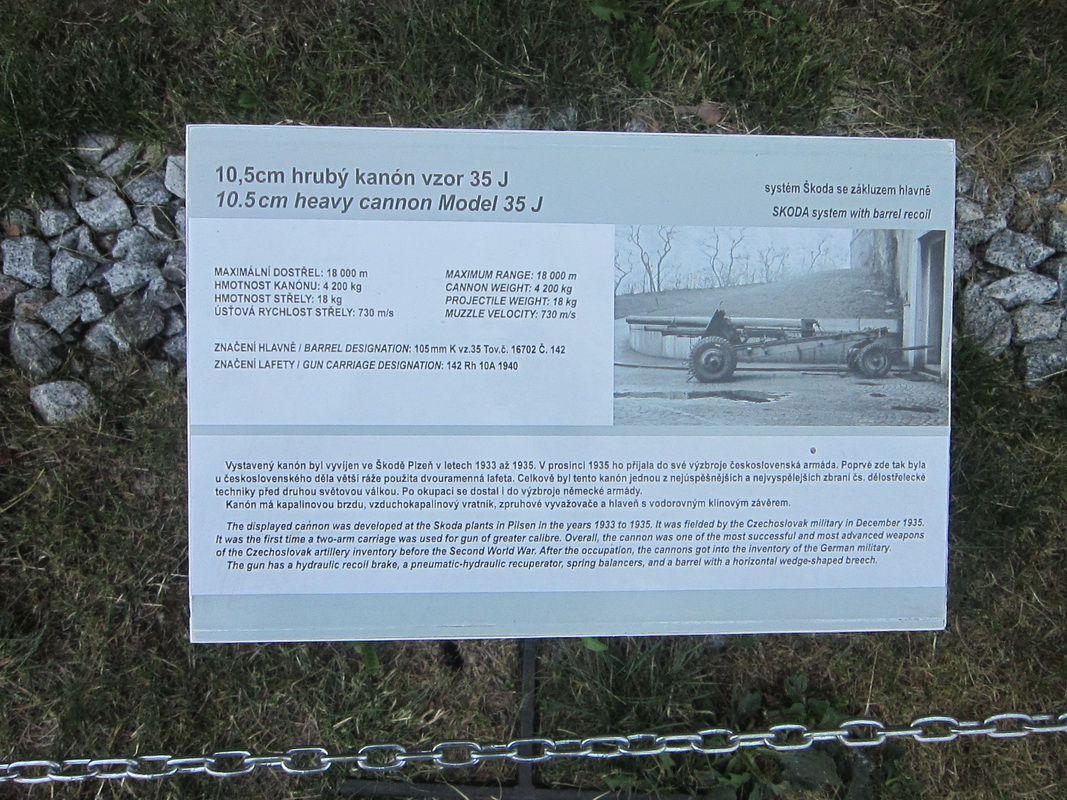 10,5cm hrubý kanón vzor 35 J
10.5cm heavy cannon Model 35 J
systém Škoda se zákluzem hlavně
SKODA system with barrel recoil
MAXIMÁLNÍ DOSTŘEL: 18 000 m
HMOTNOST KANÓNU: 4 200 kg
HMOTNOST STŘELY: 18 kg
ÚSŤOVÁ RYCHLOST STŘELY: 730 m/s
MAXIMUM RANGE: 18 000 m
CANNON WEIGHT: 4 200 kg
PROJECTILE WEIGHT: 18 kg
MUZZLE VELOCITY: 730 m/s
ZNAČENÍ HLAVNĚ / BARREL DESIGNATION: 105mm K vz.35 Tov.č. 16702 Č. 142
ZNAČENÍ LAFETY / GUN CARRIAGE DESIGNATION: 142 Rh 10A 1940
Vystavený kanón byl vyvíjen ve Škodě Plzeň v letech 1933 až 1935. V prosinci 1935 ho přijala do své výzbroje československá armáda. Poprvé zde tak byla
u československého děla větší ráže použita dvouramenná lafeta. Celkově byl tento kanón jednou z nejúspěšnějších a nejvyspělejších zbraní čs. dělostřelecké
techniky před druhou světovou válkou. Po okupaci se dostal i do výzbroje německé armády.
Kanón má kapalinovou brzdu, vzduchokapalinový vratník, zpruhové vyvažovače a hlaveň s vodorovným klínovým závěrem.
The displayed cannon was developed at the Skoda plants in Pilsen in the years 1933 to 1935. It was fielded by the Czechoslovak military in December 1935.
It was the first time a two-arm carriage was used for gun of greater calibre. Overall, the cannon was one of the most successful and most advanced weapons
of the Czechoslovak artillery inventory before the Second World War. After the occupation, the cannons got into the inventory of the German military.
The gun has a hydraulic recoil brake, a pneumatic-hydraulic recuperator, spring balancers, and a barrel with a horizontal wedge-shaped breech.